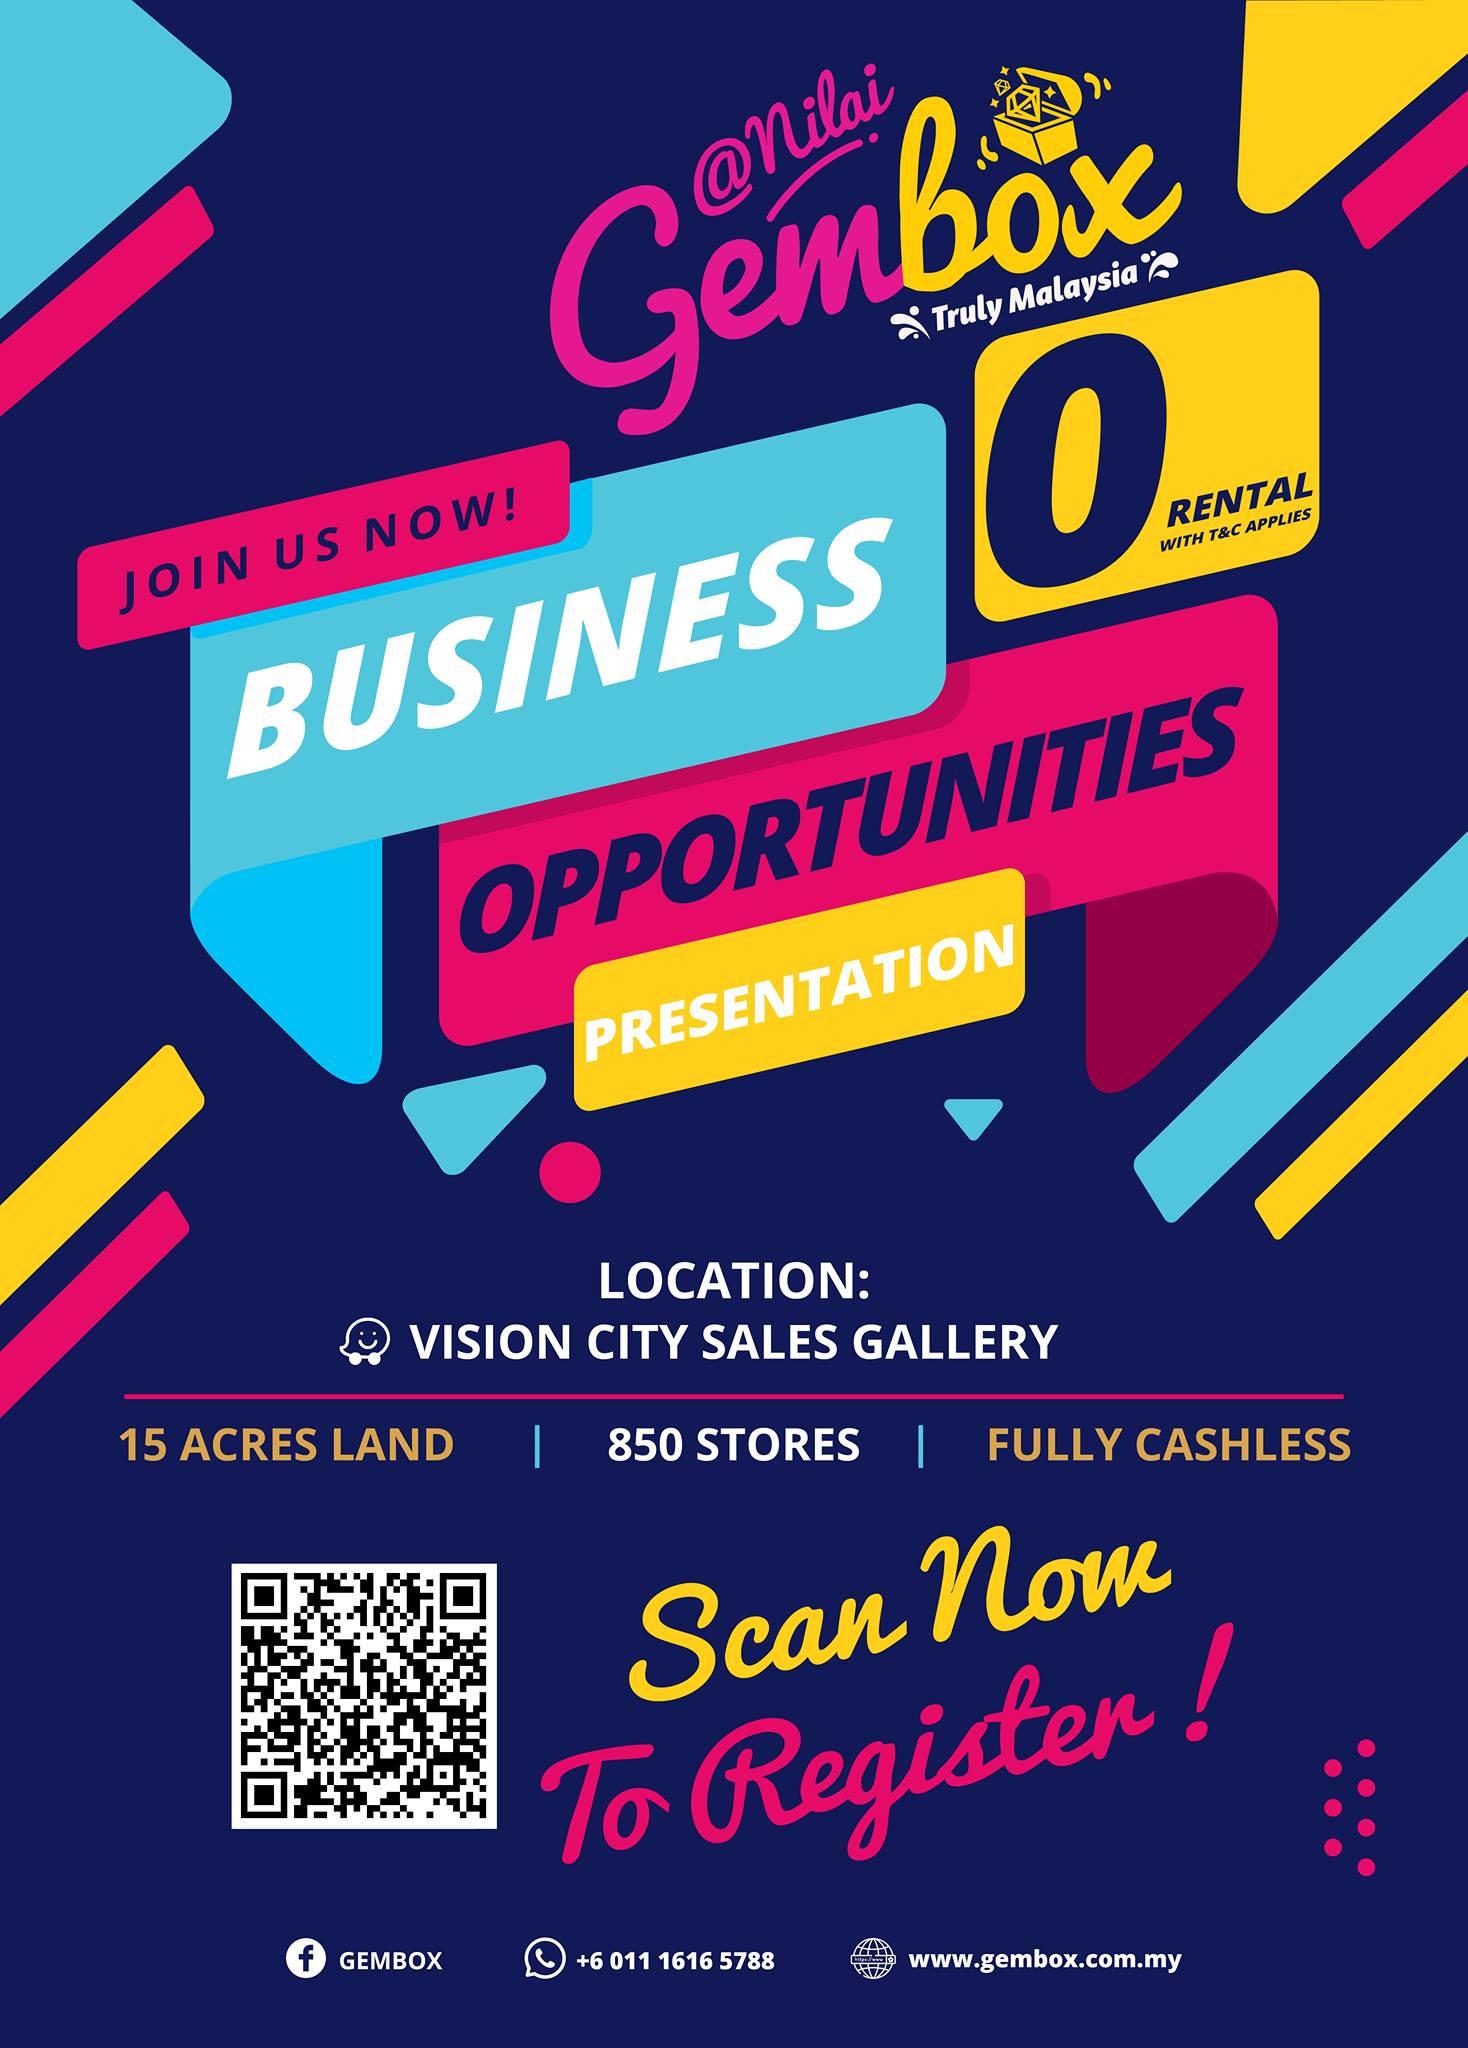 @Nilai
Gembox
Truly Malaysia
0
RENTAL
WITH T&C APPLIES
JOIN US NOW!
BUSINESS
OPPORTUNITIES
PRESENTATION
LOCATION:
VISION CITY SALES GALLERY
15 ACRES LAND | 850 STORES | FULLY CASHLESS
Scan Now
To Register !
GEMBOX
+6 011 1616 5788
www.gembox.com.my